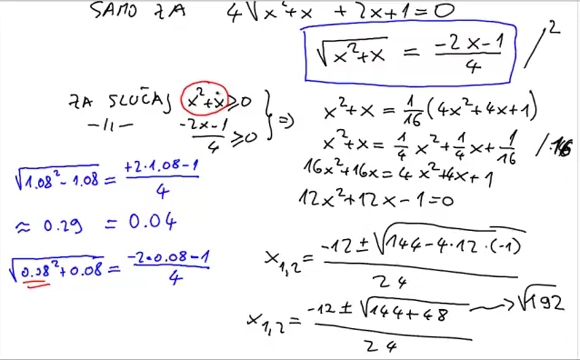 SAMO ZA 4√x²+x + 2x+1=0
√x²+x = (-2x-1)/4 /²
ZA SLUČAJ x²+x ≥0
-11- (-2x-1)/4 ≥0 } ⇒
x²+x = 1/16 (4x²+4x+1)
x²+x = 1/4 x²+1/4 x+1/16 /·16
16x²+16x=4x²+4x+1
12x²+12x-1=0
√1.08²-1.08 = (+2·1.08-1)/4
≈ 0.29 = 0.04
√0.08²+0.08 = (-2·0.08-1)/4
x₁,₂= (-12±√144-4·12·(-1))/24
x₁,₂= (-12±√144+48)/24 → √192